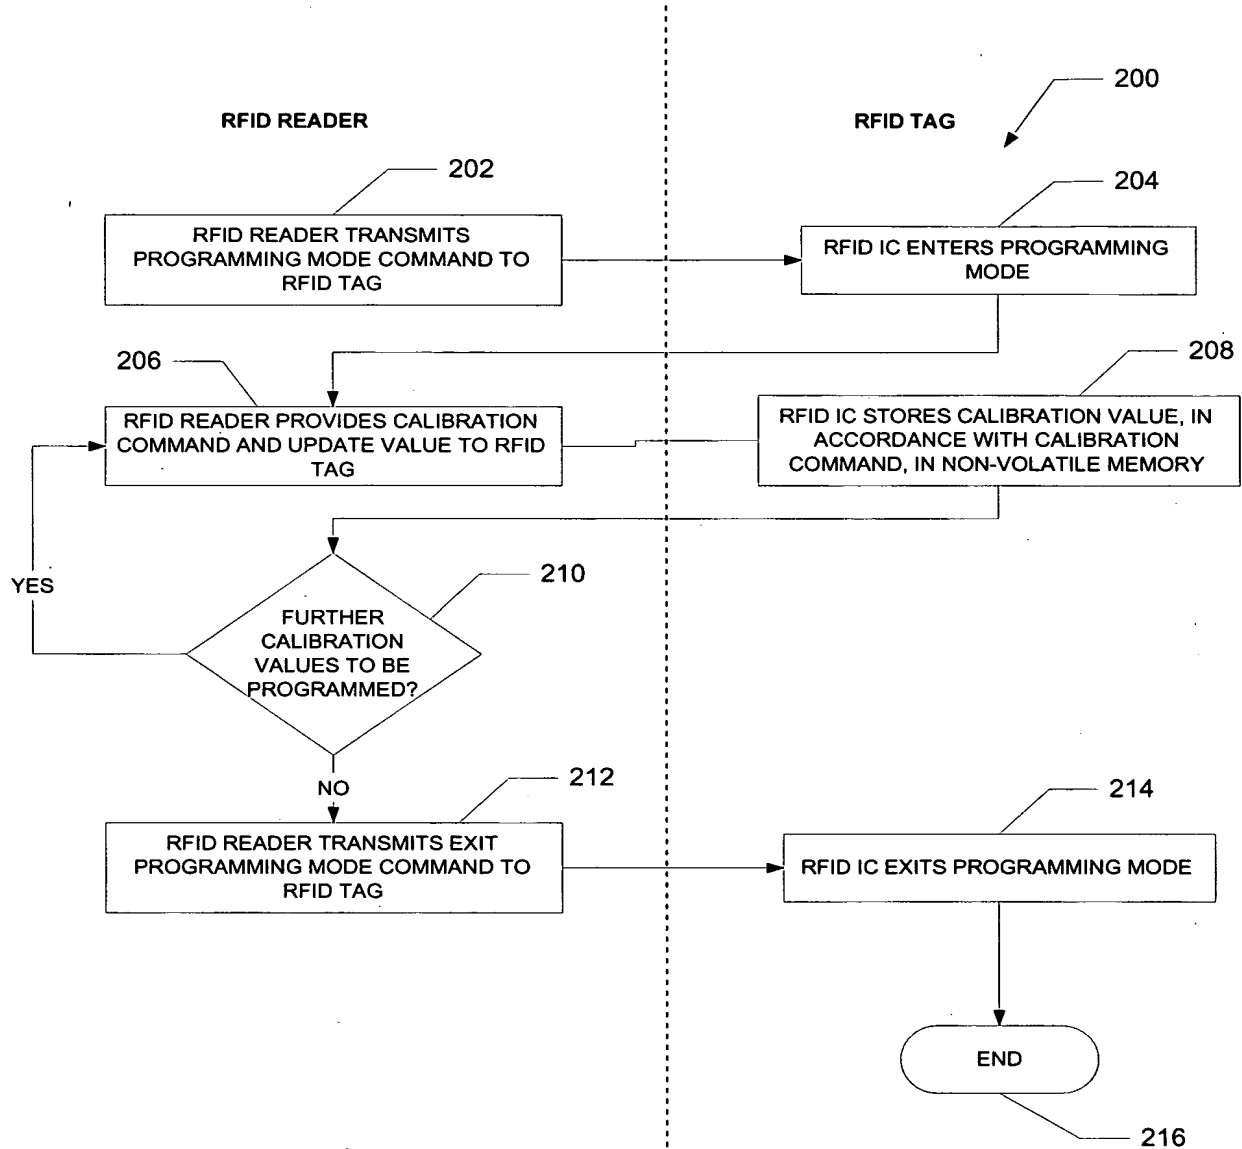 200
RFID READER
RFID TAG
202
204
RFID READER TRANSMITS
PROGRAMMING MODE COMMAND TO
RFID TAG
RFID IC ENTERS PROGRAMMING
MODE
206
208
RFID READER PROVIDES CALIBRATION
COMMAND AND UPDATE VALUE TO RFID
TAG
RFID IC STORES CALIBRATION VALUE, IN
ACCORDANCE WITH CALIBRATION
COMMAND, IN NON-VOLATILE MEMORY
YES
210
FURTHER
CALIBRATION
VALUES TO BE
PROGRAMMED?
NO
212
214
RFID READER TRANSMITS EXIT
PROGRAMMING MODE COMMAND TO
RFID TAG
RFID IC EXITS PROGRAMMING MODE
END
216